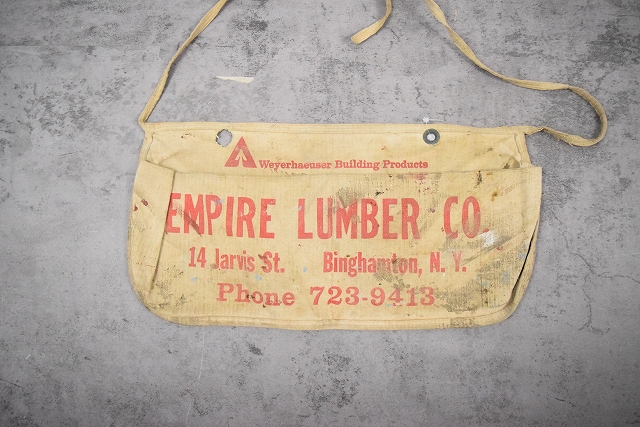 Weyerhaeuser Building Products
EMPIRE LUMBER CO.
14 Jarvis St. Binghamton, N. Y.
Phone 723-9413